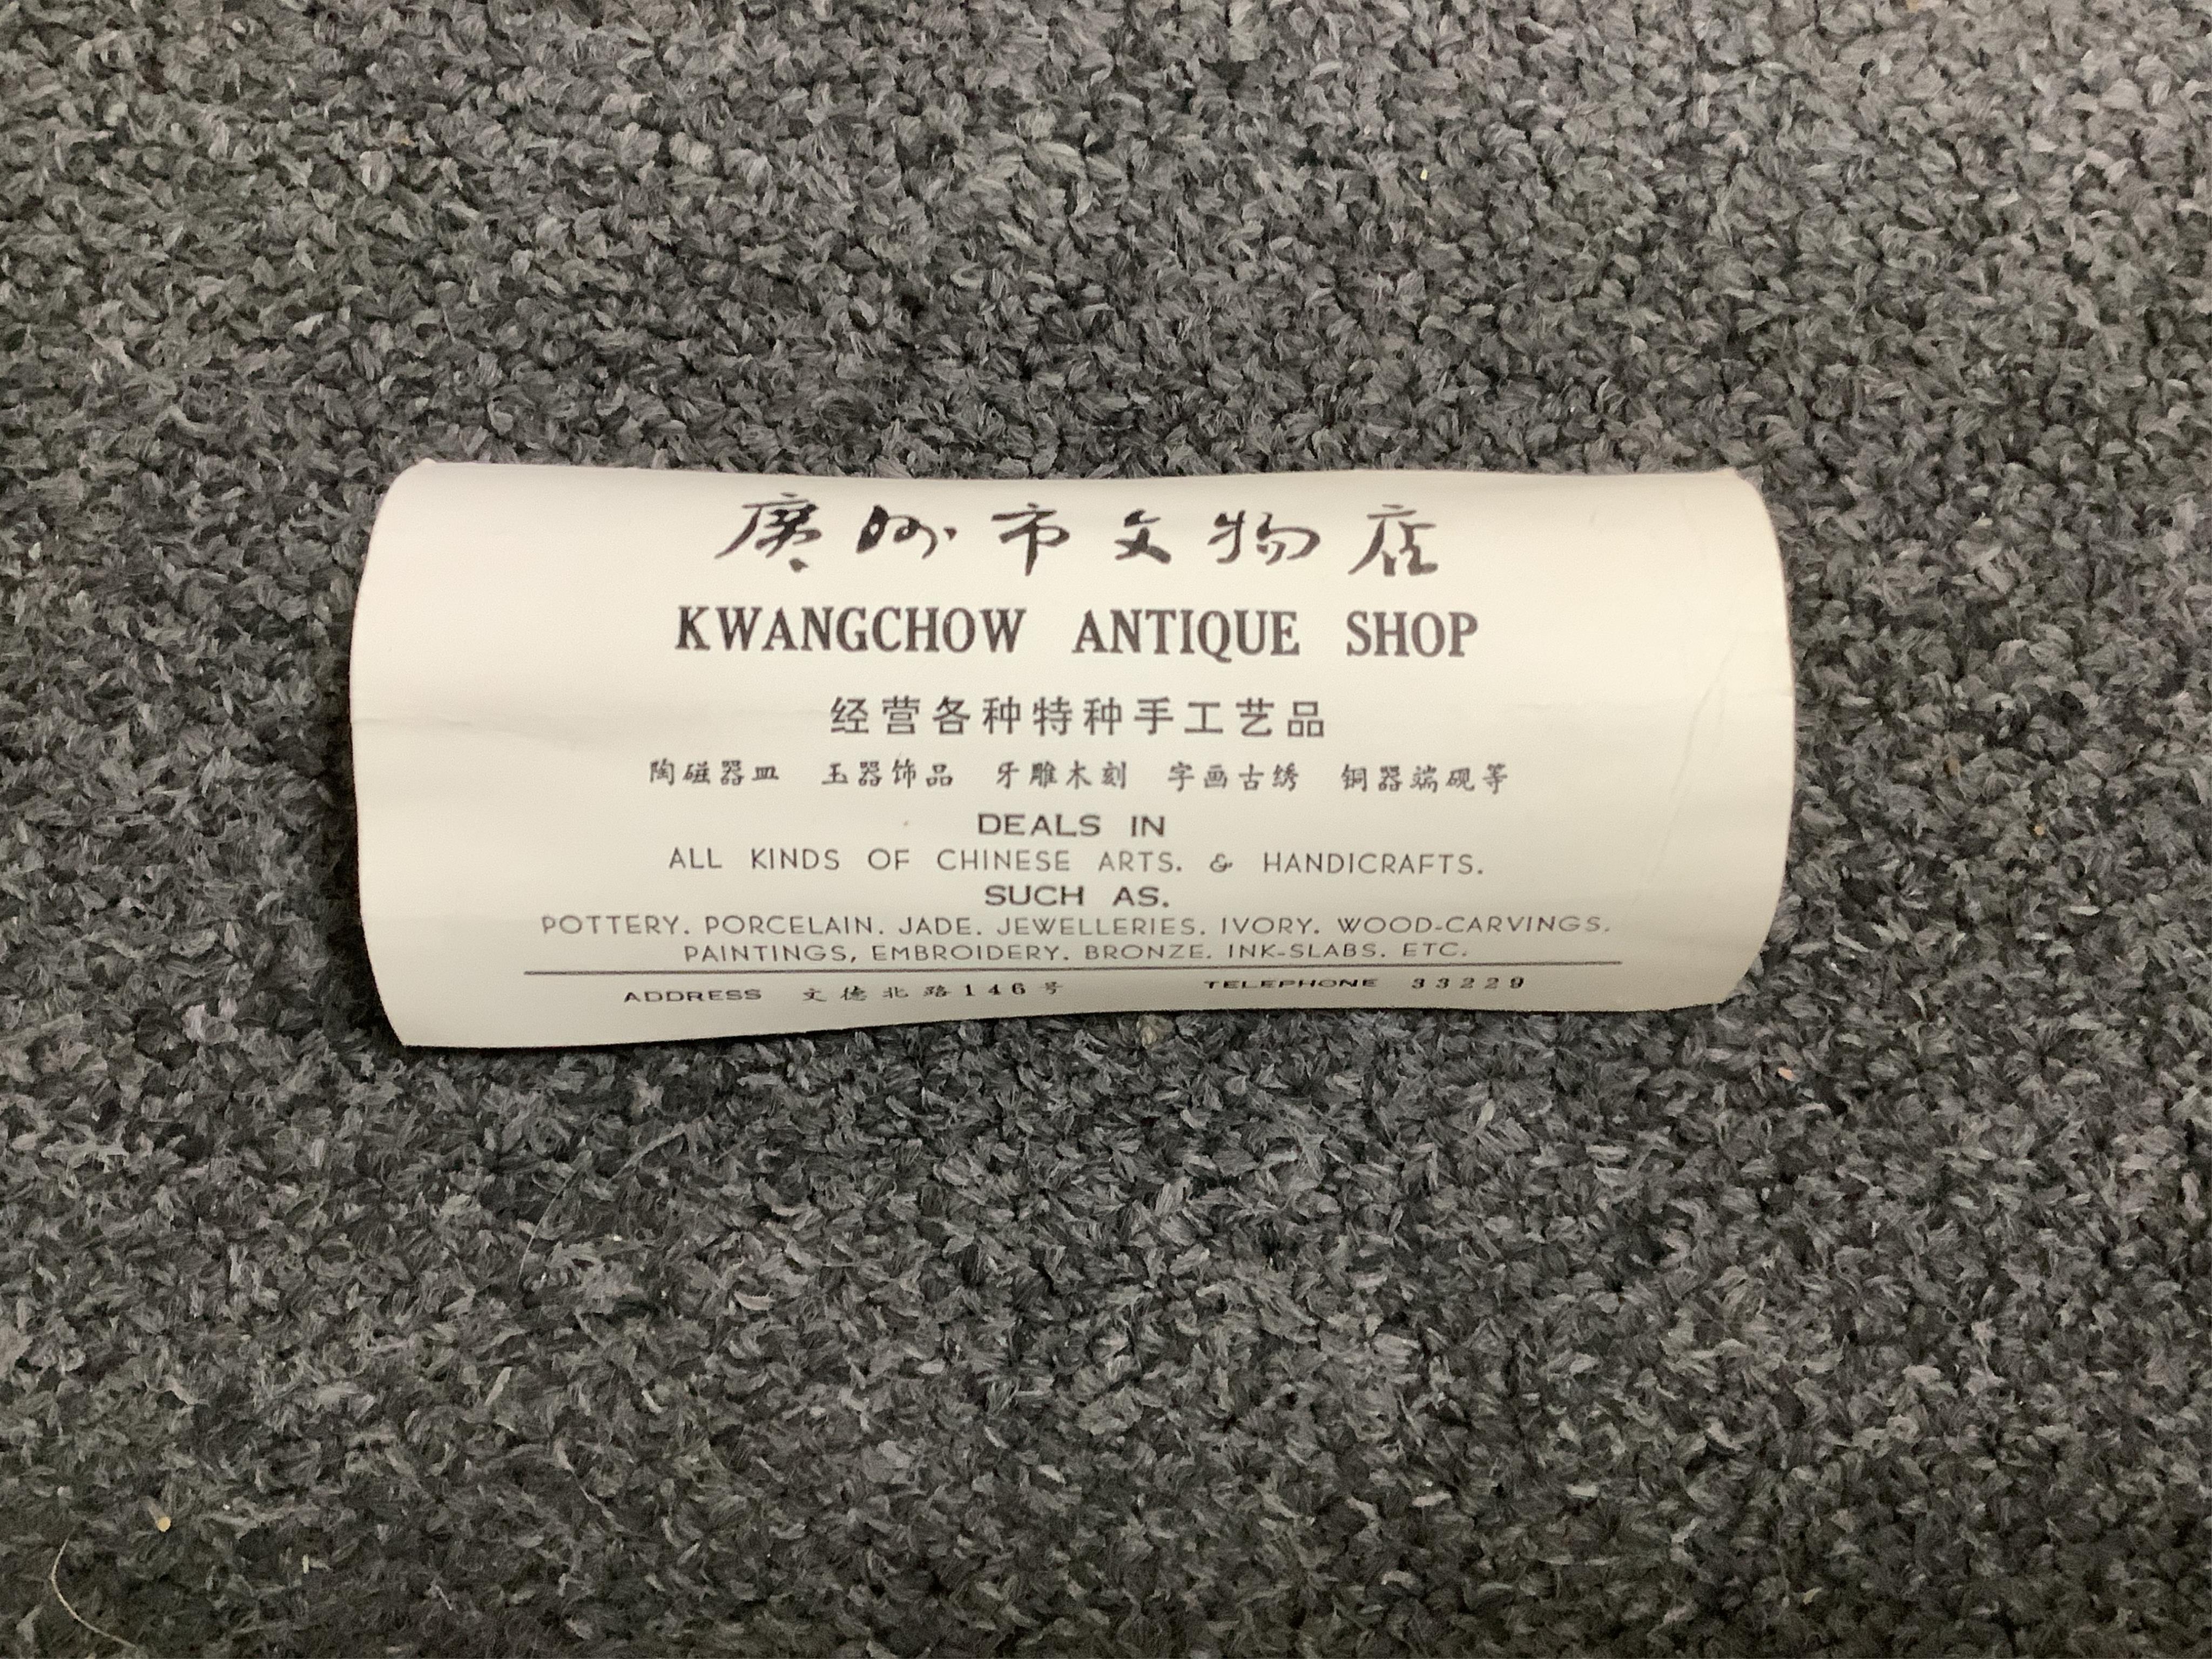 廣州市文物店
KWANGCHOW ANTIQUE SHOP
经营各种特种手工艺品
陶磁器皿 玉器饰品 牙雕木刻 字画古绣 铜器端砚等
DEALS IN
ALL KINDS OF CHINESE ARTS. & HANDICRAFTS.
SUCH AS.
POTTERY. PORCELAIN. JADE. JEWELLERIES. IVORY. WOOD-CARVINGS.
PAINTINGS, EMBROIDERY. BRONZE. INK-SLABS. ETC.
ADDRESS 文德北路146号 TELEPHONE 33229